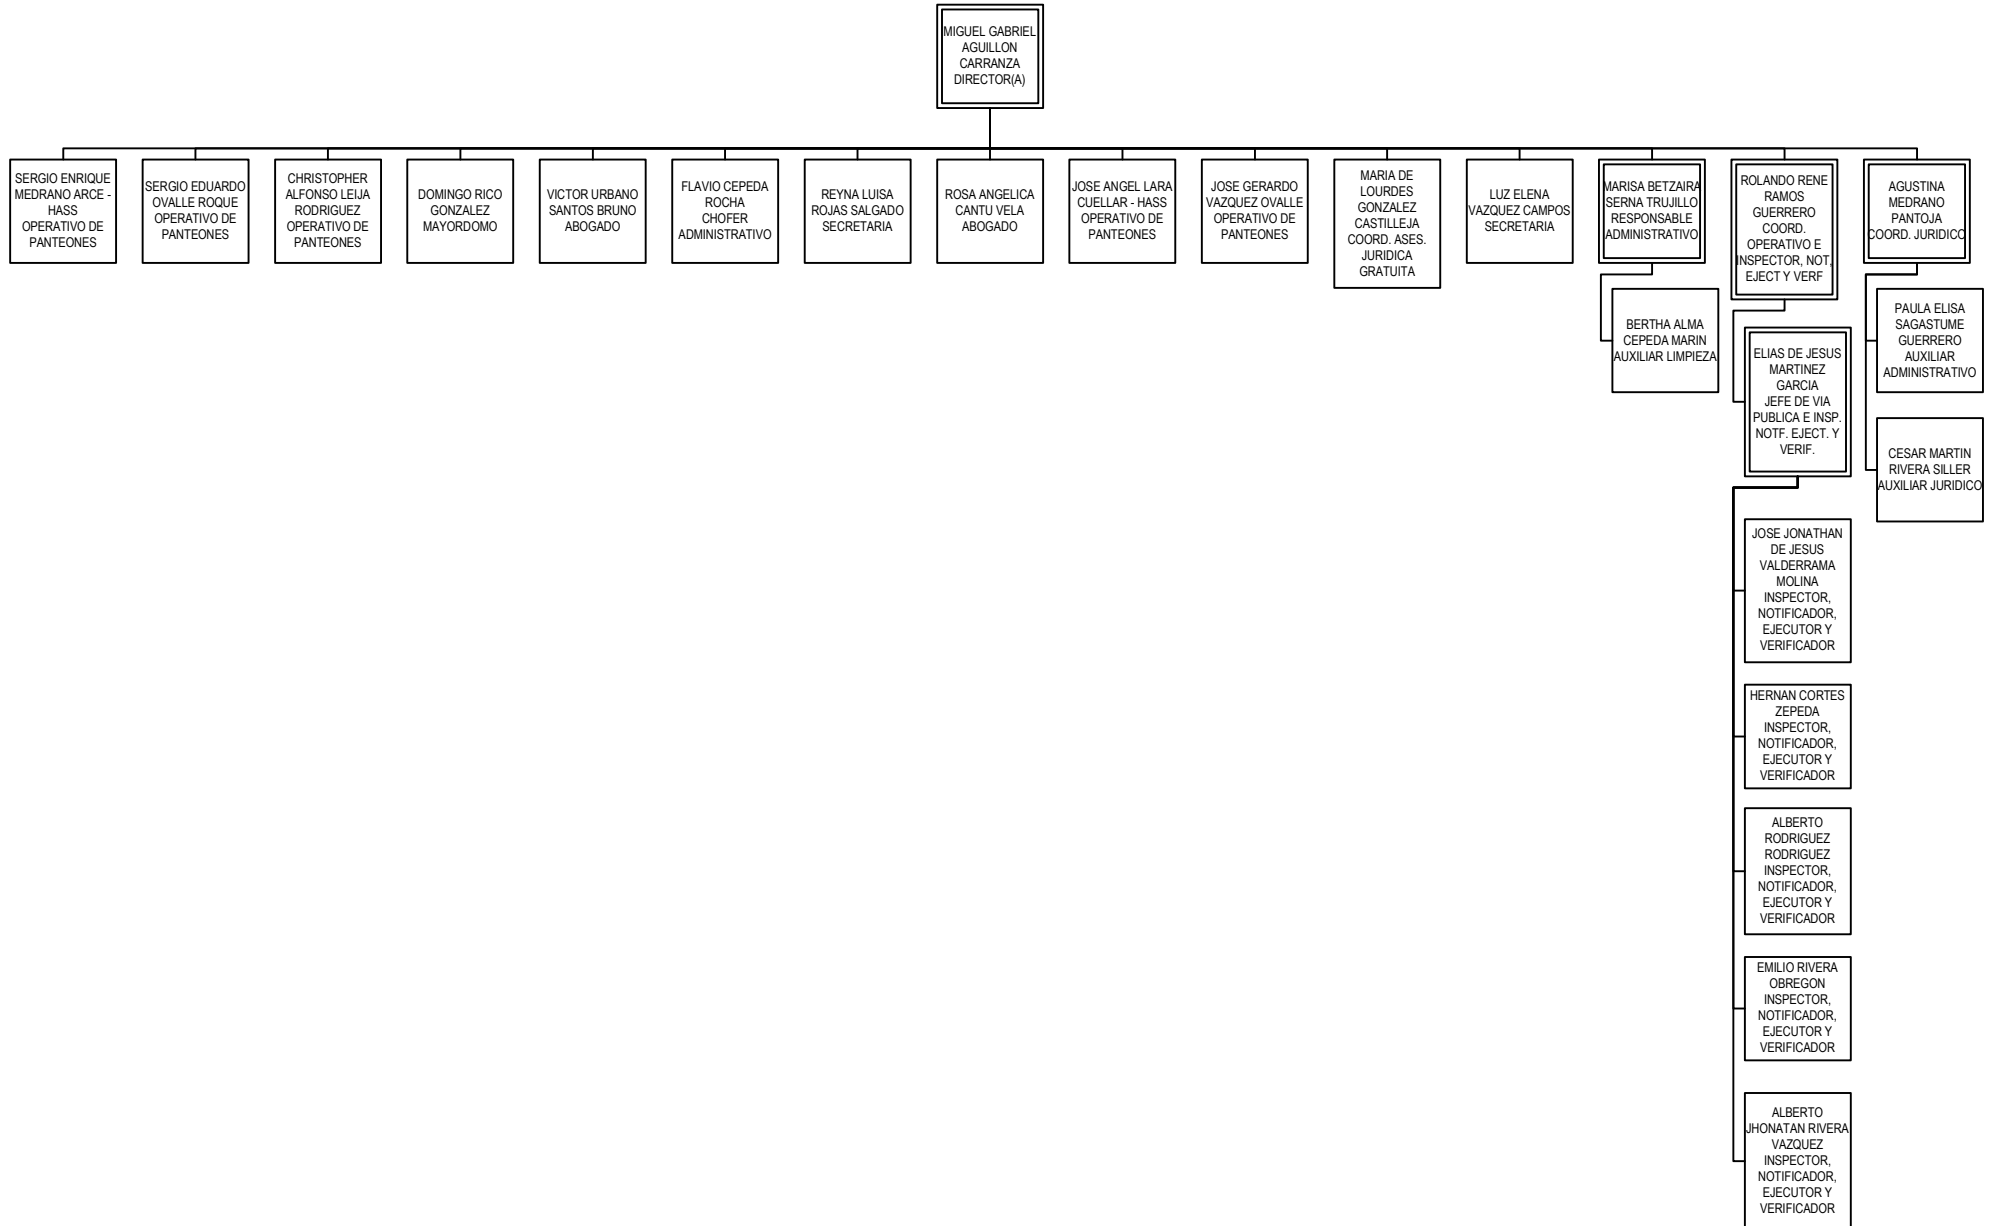 MIGUEL GABRIEL
AGUILLON
CARRANZA
DIRECTOR(A)
SERGIO ENRIQUE
MEDRANO ARCE -
HASS
OPERATIVO DE
PANTEONES
SERGIO EDUARDO
OVALLE ROQUE
OPERATIVO DE
PANTEONES
CHRISTOPHER
ALFONSO LEIJA
RODRIGUEZ
OPERATIVO DE
PANTEONES
DOMINGO RICO
GONZALEZ
MAYORDOMO
VICTOR URBANO
SANTOS BRUNO
ABOGADO
FLAVIO CEPEDA
ROCHA
CHOFER
ADMINISTRATIVO
REYNA LUISA
ROJAS SALGADO
SECRETARIA
ROSA ANGELICA
CANTU VELA
ABOGADO
JOSE ANGEL LARA
CUELLAR - HASS
OPERATIVO DE
PANTEONES
JOSE GERARDO
VAZQUEZ OVALLE
OPERATIVO DE
PANTEONES
MARIA DE
LOURDES
GONZALEZ
CASTILLEJA
COORD. ASES.
JURIDICA
GRATUITA
LUZ ELENA
VAZQUEZ CAMPOS
SECRETARIA
MARISA BETZAIRA
SERNA TRUJILLO
RESPONSABLE
ADMINISTRATIVO
ROLANDO RENE
RAMOS
GUERRERO
COORD.
OPERATIVO E
INSPECTOR, NOT,
EJECT Y VERF
AGUSTINA
MEDRANO
PANTOJA
COORD. JURIDICO
BERTHA ALMA
CEPEDA MARIN
AUXILIAR LIMPIEZA
ELIAS DE JESUS
MARTINEZ
GARCIA
JEFE DE VIA
PUBLICA E INSP.
NOTF. EJECT. Y
VERIF.
PAULA ELISA
SAGASTUME
GUERRERO
AUXILIAR
ADMINISTRATIVO
CESAR MARTIN
RIVERA SILLER
AUXILIAR JURIDICO
JOSE JONATHAN
DE JESUS
VALDERRAMA
MOLINA
INSPECTOR,
NOTIFICADOR,
EJECUTOR Y
VERIFICADOR
HERNAN CORTES
ZEPEDA
INSPECTOR,
NOTIFICADOR,
EJECUTOR Y
VERIFICADOR
ALBERTO
RODRIGUEZ
RODRIGUEZ
INSPECTOR,
NOTIFICADOR,
EJECUTOR Y
VERIFICADOR
EMILIO RIVERA
OBREGON
INSPECTOR,
NOTIFICADOR,
EJECUTOR Y
VERIFICADOR
ALBERTO
JHONATAN RIVERA
VAZQUEZ
INSPECTOR,
NOTIFICADOR,
EJECUTOR Y
VERIFICADOR